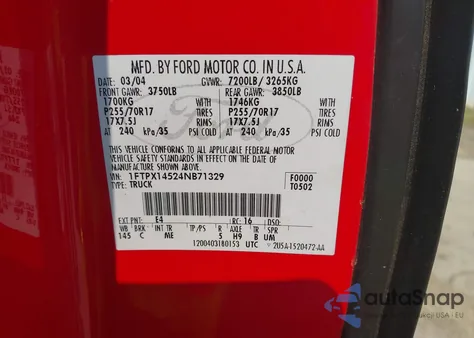 MFD. BY FORD MOTOR CO. IN U.S.A.
DATE: 03/04 GVWR: 7200LB/ 3265KG
FRONT GAWR: 3750LB REAR GAWR: 3850LB
1700KG WITH 1746KG WITH
P255/70R17 TIRES P255/70R17 TIRES
17X7.5J RIMS 17X7.5J RIMS
AT 240 kPa/35 PSI COLD AT 240 kPa/35 PSI COLD
THIS VEHICLE CONFORMS TO ALL APPLICABLE FEDERAL MOTOR
VEHICLE SAFETY STANDARDS IN EFFECT ON THE DATE OF
MANUFACTURE SHOWN ABOVE.
VIN: 1FTPX14524NB71329 F0000
TYPE: TRUCK T0502
EXT PNT: E4 RC: 16 DSO:
WB BRK INT TR TP/PS R AXLE TR SPR
145 C ME 5 H9 B UM
1200403180153 UTC 2U5A-1520472-AA
Ford
autoSnap
USA i EU